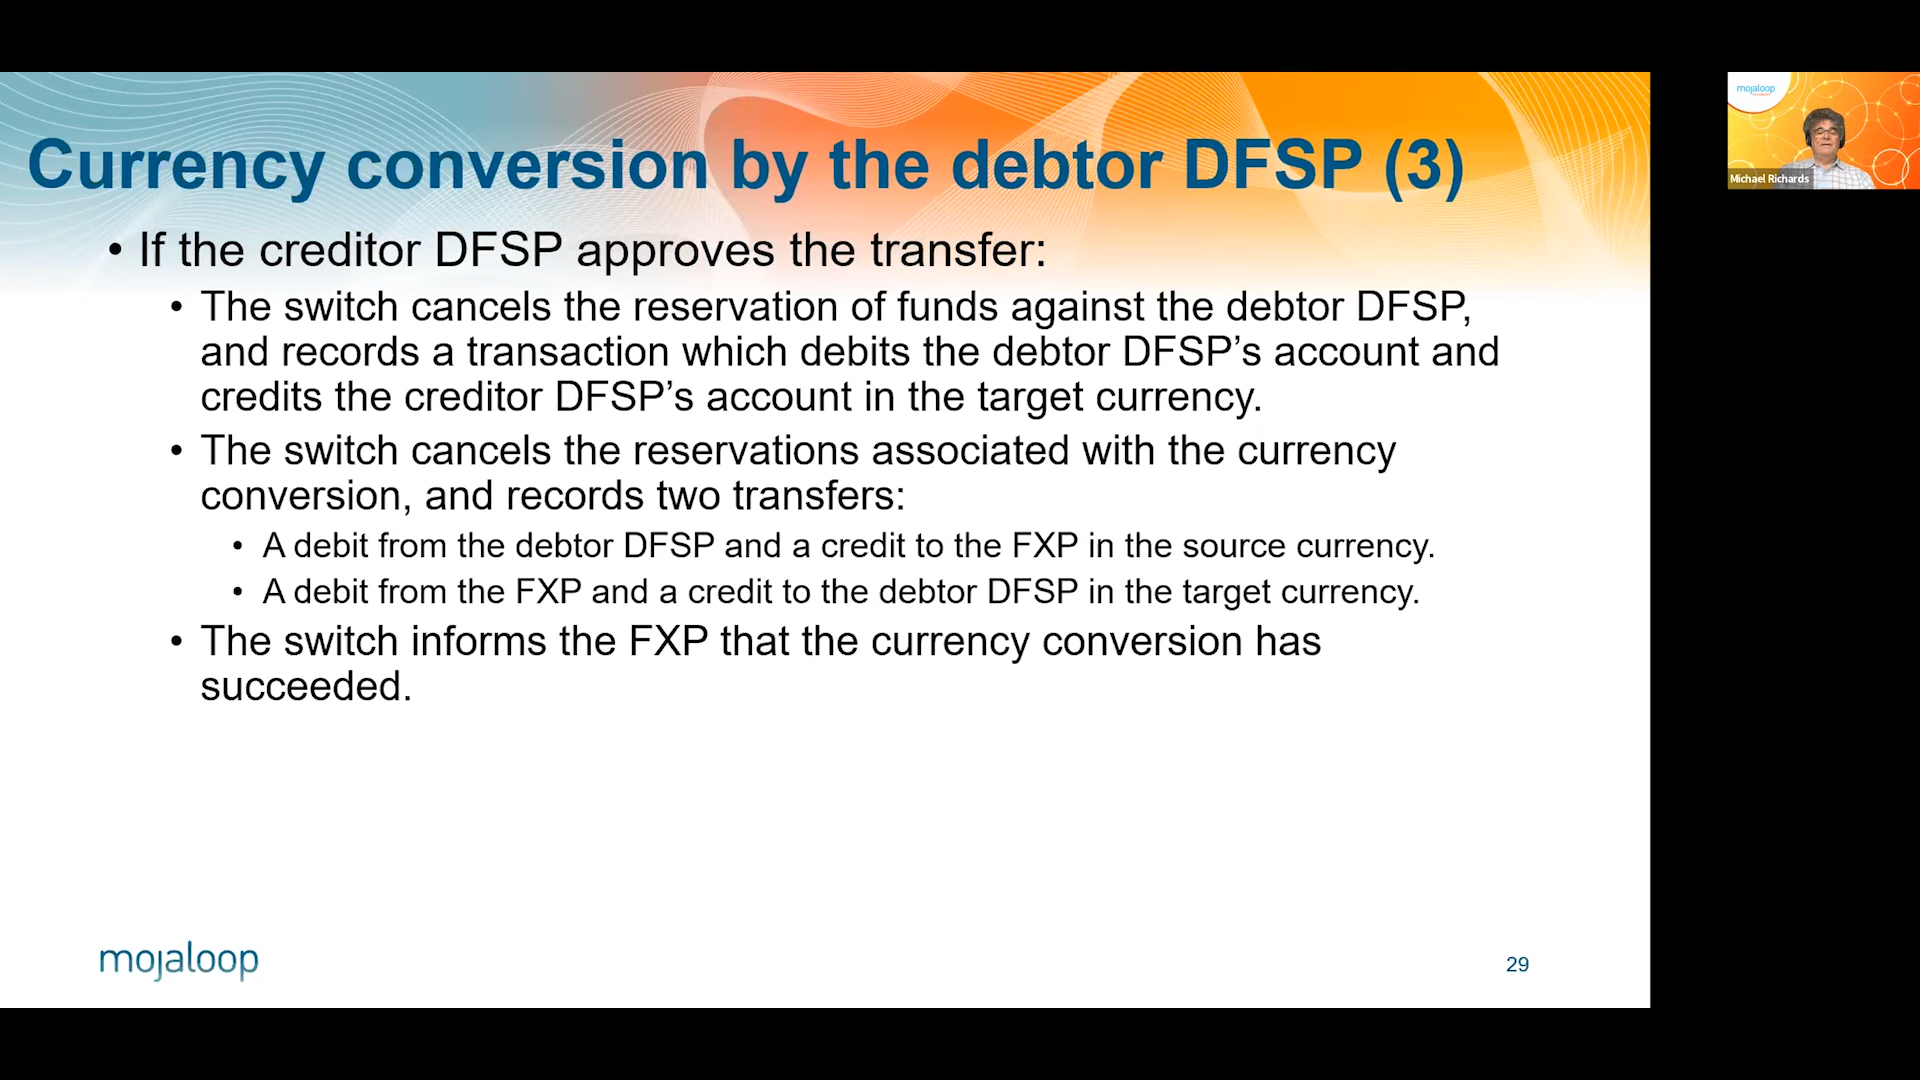 Currency conversion by the debtor DFSP (3)
• If the creditor DFSP approves the transfer:
• The switch cancels the reservation of funds against the debtor DFSP,
and records a transaction which debits the debtor DFSP’s account and
credits the creditor DFSP’s account in the target currency.
• The switch cancels the reservations associated with the currency
conversion, and records two transfers:
• A debit from the debtor DFSP and a credit to the FXP in the source currency.
• A debit from the FXP and a credit to the debtor DFSP in the target currency.
• The switch informs the FXP that the currency conversion has
succeeded.
mojaloop
29
mojaloop
Michael Richards